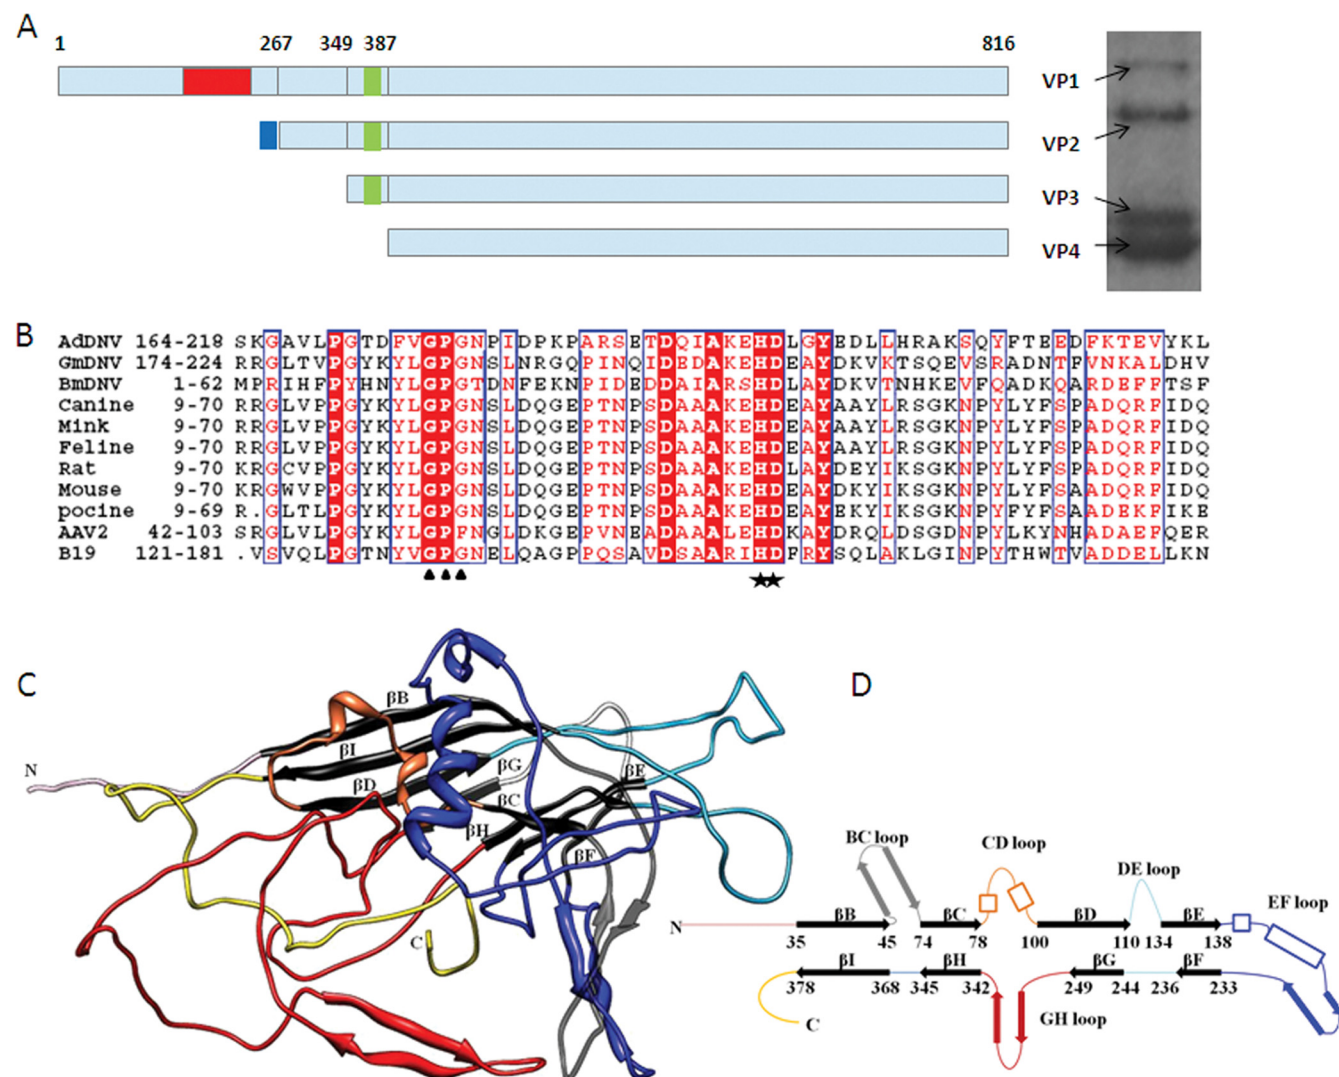 A
1 267 349 387 816
VP1
VP2
VP3
VP4
B
AdDNV 164-218 SKGAVLPGTDFVGPGNPIDPKPARSETDQIAKEHDLGYEDLLHRAKSQYFTEEDFKTEVYKL
GmDNV 174-224 RRGLTVPGYKYLGPGNSLNRGQPINQIDEDAKEHDEAYDKVKTSQEVSRADNTFVNKALDHV
BmDNV 1-62 MPRIHFPYHNYLGPGTDNFEKNPIDEDDAIARSHDLAYDKVTNHKEVFQADKQARDEFFTSF
Canine 9-70 RRGLVPPGYKYLGPGNSLDQGEPTNPSDAAAKEHDEAYAAYLRSGKNPYLYFSPADQRFIDQ
Mink 9-70 RRGLVPPGYKYLGPGNSLDQGEPTNPSDAAAKEHDEAYAAYLRSGKNPYLYFSPADQRFIDQ
Feline 9-70 RRGLVPPGYKYLGPGNSLDQGEPTNPSDAAAKEHDEAYAAYLRSGKNPYLYFSPADQRFIDQ
Rat 9-70 KRGCVPPGYKYLGPGNSLDQGEPTNPSDAAAKEHDLAYDEYIKSGKNPYLYFSPADQRFIDQ
Mouse 9-70 KRGWVPPGYKYLGPGNSLDQGEPTNPSDAAAKEHDEAYDKYIKSGKNPYLYFSAADQRFIDQ
pocine 9-69 R.GLTLPGYKYLGPGNSLDQGEPTNPSDAAAKEHDEAYEKYIKSGKNPYLYFSAADEKFIKE
AAV2 42-103 SRGLVLPGYKYLGPFNGLDKGEPVNEADAAALEHDKAYDRQLDSGDNPYLKYNHADAEFQER
B19 121-181 .VSVQLPGTNYVGPGNELQAGPPQSAVDSAARIHDFRYSQLAKLGINPYTHWTVADDELLKN
C
N
βB
βI
βD
βG
βC
βH
βE
βF
C
D
BC loop
CD loop
DE loop
EF loop
N
βB βC βD βE
35 45 74 78 100 110 134 138
βI βH βG βF
378 368 345 342 249 244 236 233
C
GH loop